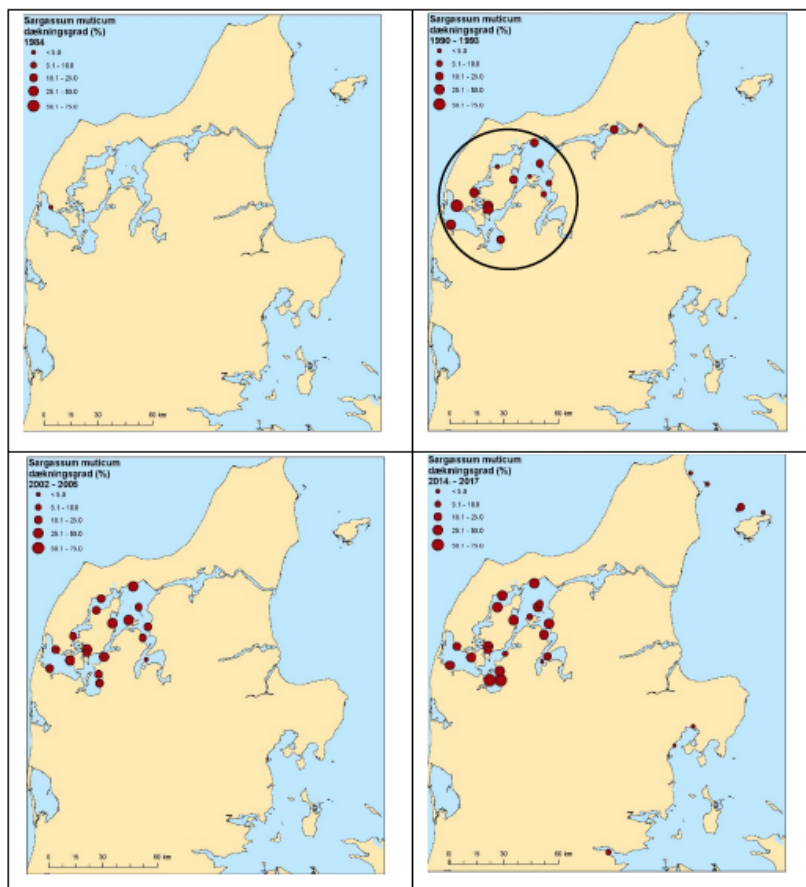 Sargassum muticum
dækningsgrad (%)
1984
< 5.0
5.1 - 10.0
10.1 - 25.0
25.1 - 50.0
50.1 - 75.0
0 15 30 60 km
Sargassum muticum
dækningsgrad (%)
1990 - 1993
< 5.0
5.1 - 10.0
10.1 - 25.0
25.1 - 50.0
50.1 - 75.0
0 15 30 60 km
Sargassum muticum
dækningsgrad (%)
2002 - 2005
< 5.0
5.1 - 10.0
10.1 - 25.0
25.1 - 50.0
50.1 - 75.0
0 15 30 60 km
Sargassum muticum
dækningsgrad (%)
2014 - 2017
< 5.0
5.1 - 10.0
10.1 - 25.0
25.1 - 50.0
50.1 - 75.0
0 15 30 60 km